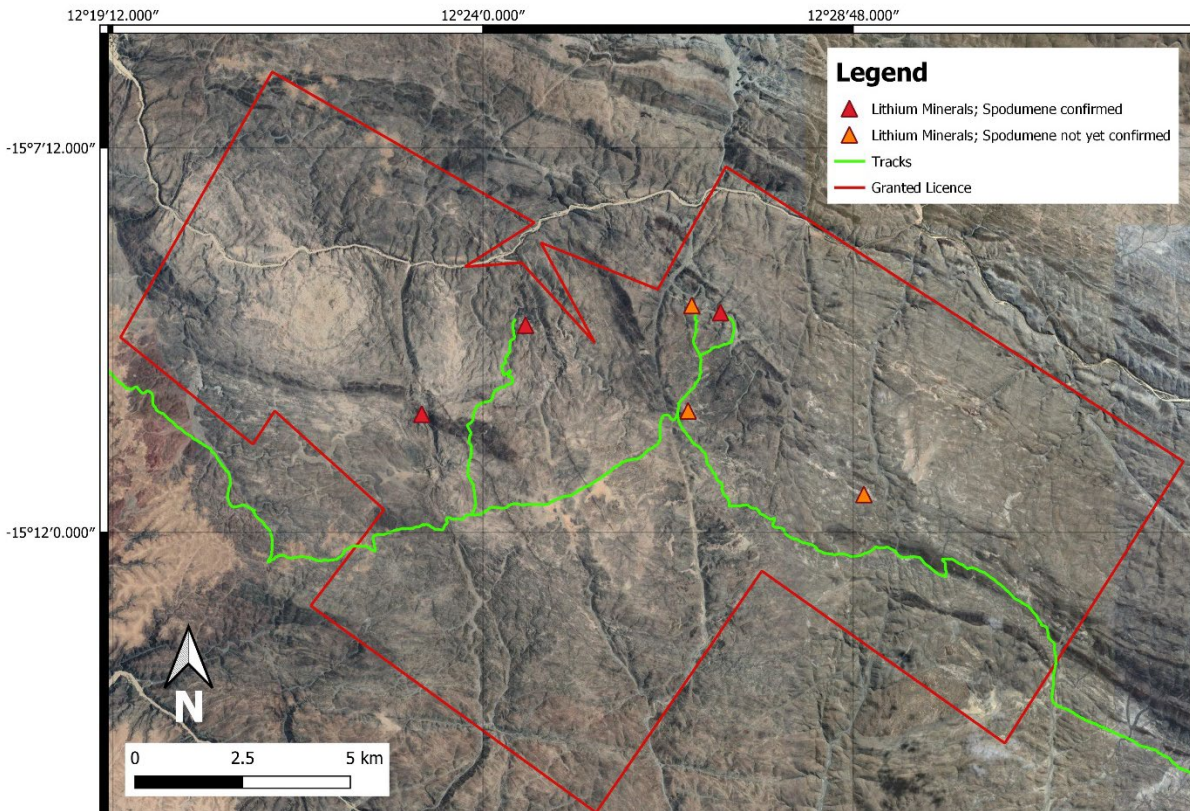 12°19'12.000″
12°24'0.000″
12°28'48.000″
Legend
Lithium Minerals; Spodumene confirmed
Lithium Minerals; Spodumene not yet confirmed
Tracks
Granted Licence
-15°7'12.000″
-15°12'0.000″
N
0 2.5 5 km